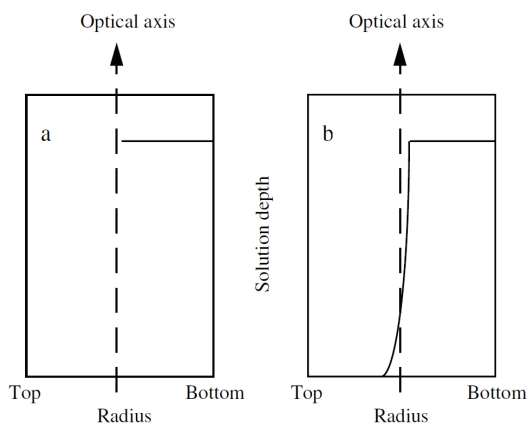 Optical axis
Optical axis
a
b
Solution depth
Top
Bottom
Top
Bottom
Radius
Radius